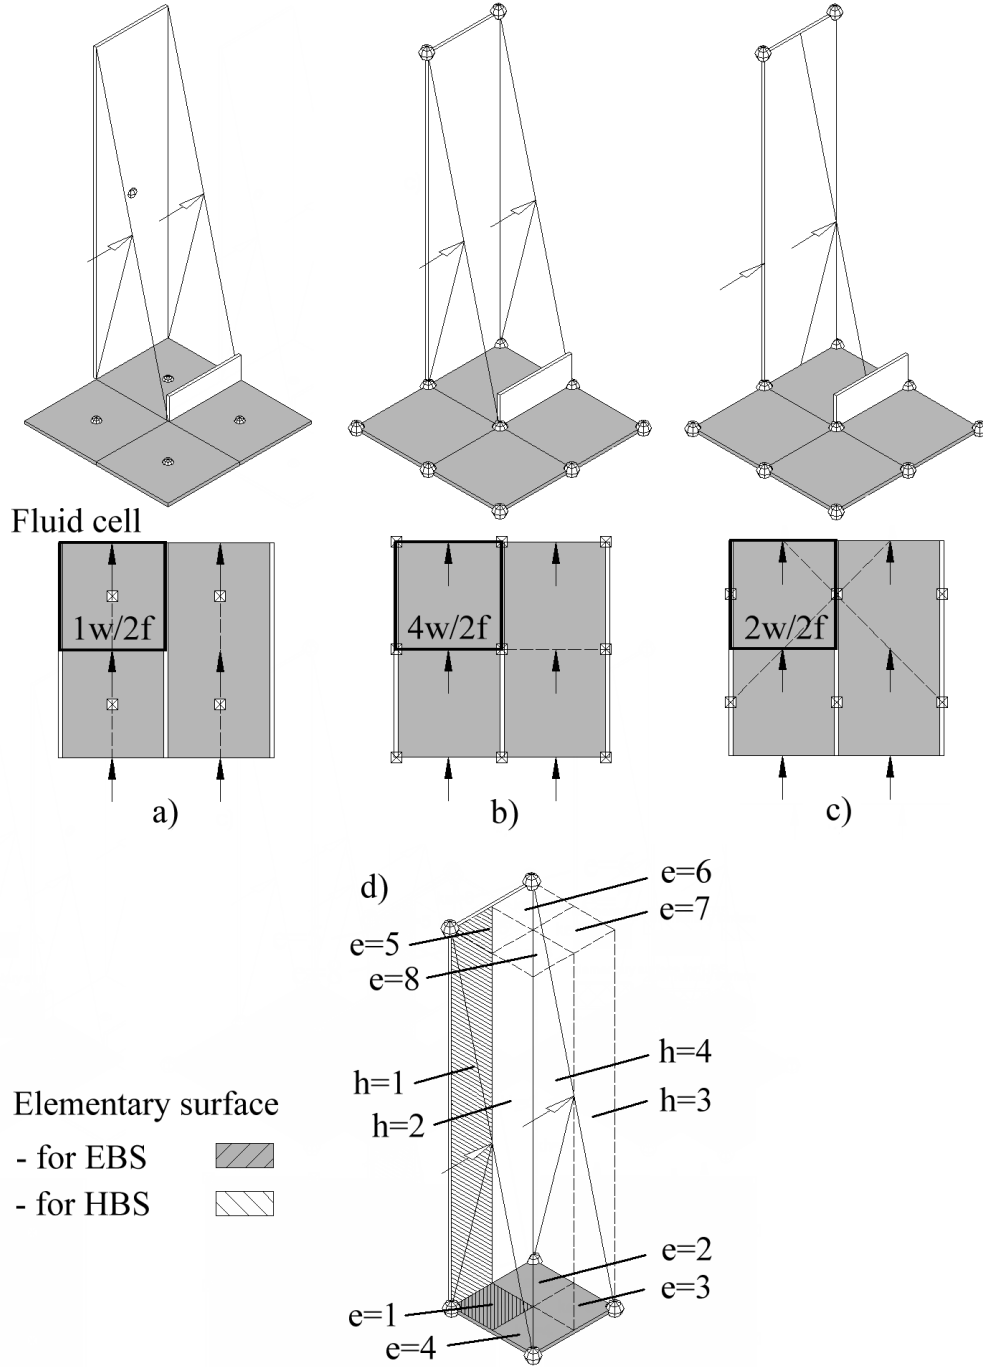 Fluid cell
1w/2f
4w/2f
2w/2f
a)
b)
c)
d)
e=6
e=7
e=5
e=8
h=4
h=1
h=3
h=2
Elementary surface
- for EBS
- for HBS
e=2
e=3
e=1
e=4